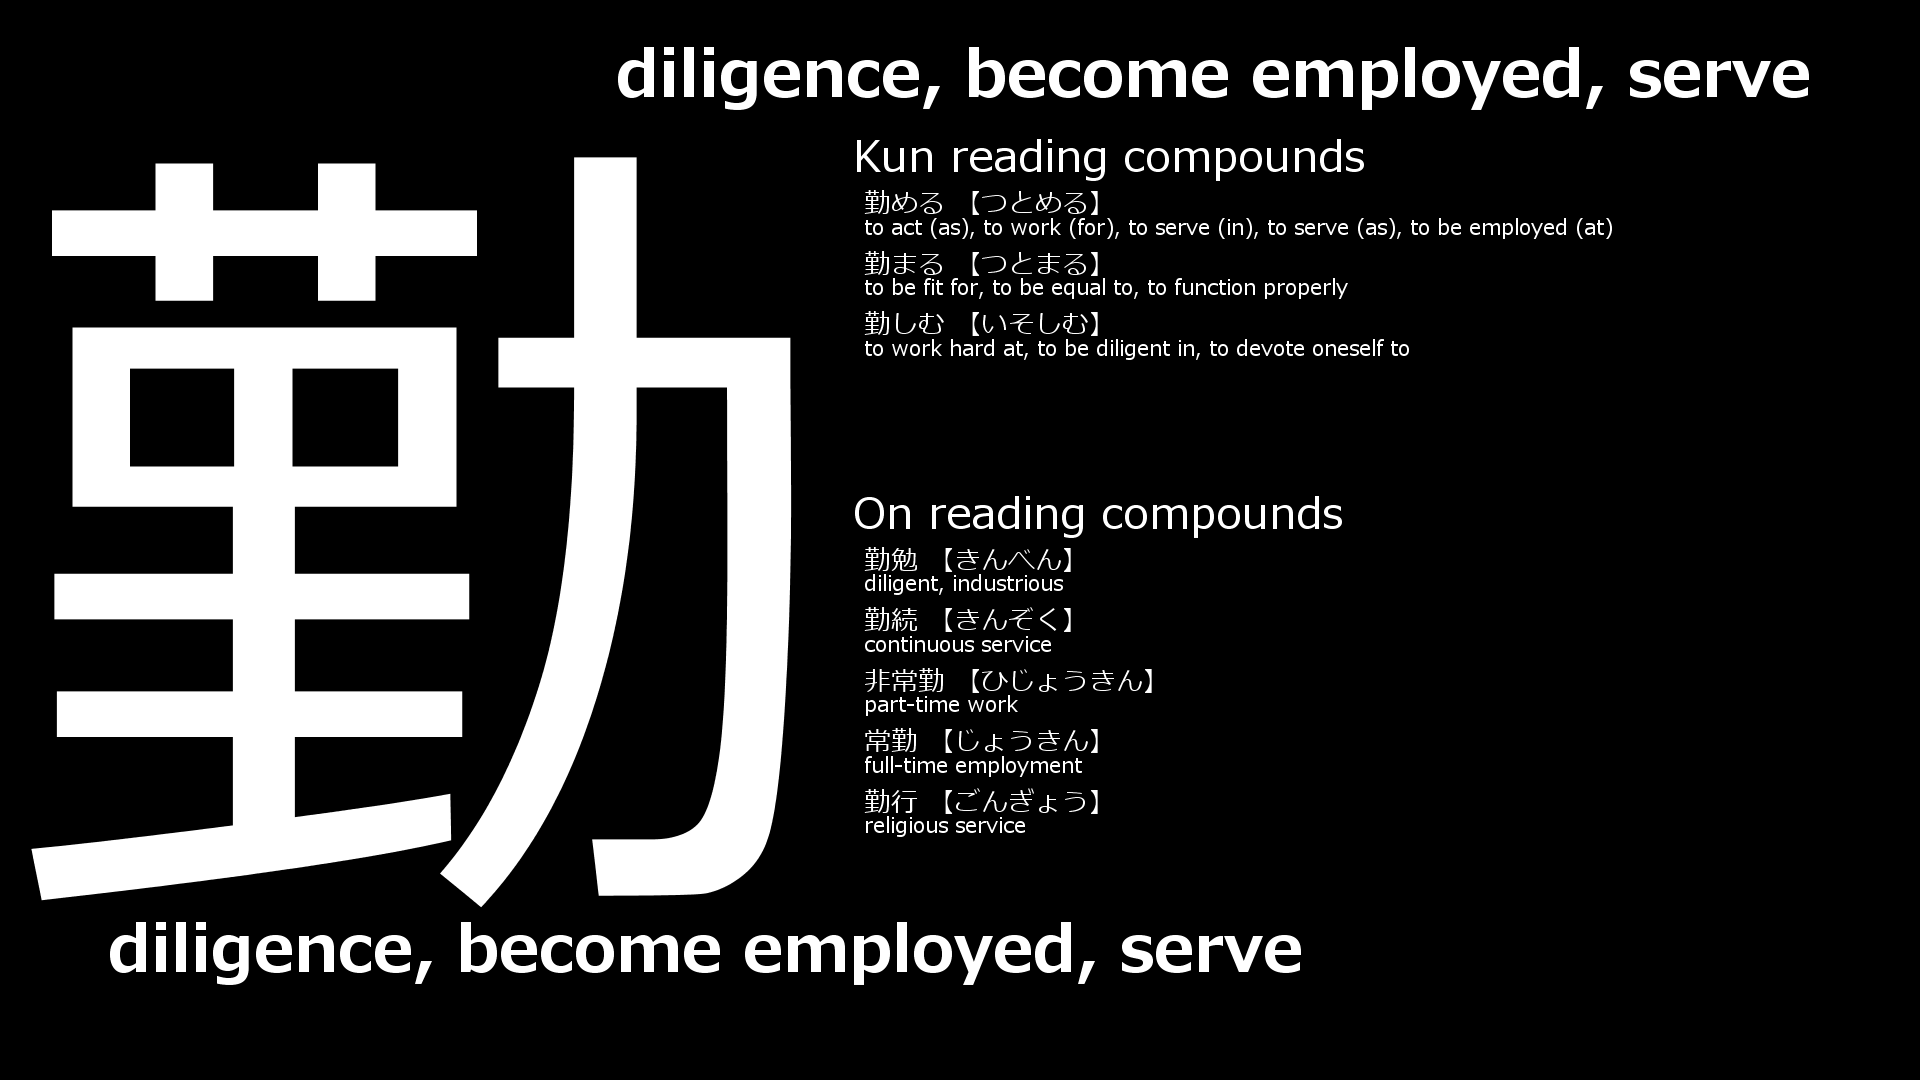 diligence, become employed, serve
勤
Kun reading compounds
勤める 【つとめる】
to act (as), to work (for), to serve (in), to serve (as), to be employed (at)
勤まる 【つとまる】
to be fit for, to be equal to, to function properly
勤しむ 【いそしむ】
to work hard at, to be diligent in, to devote oneself to
On reading compounds
勤勉 【きんべん】
diligent, industrious
勤続 【きんぞく】
continuous service
非常勤 【ひじょうきん】
part-time work
常勤 【じょうきん】
full-time employment
勤行 【ごんぎょう】
religious service
diligence, become employed, serve